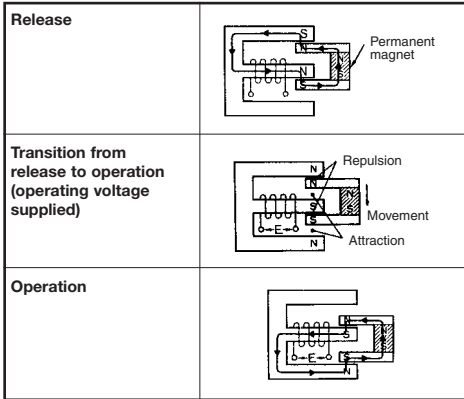 Release
S
N
N
N
S
S
Permanent
magnet
Transition from
release to operation
(operating voltage
supplied)
N
N
N
S
S
S
E
N
Repulsion
Movement
Attraction
Operation
N
N
S
S
S
E
N